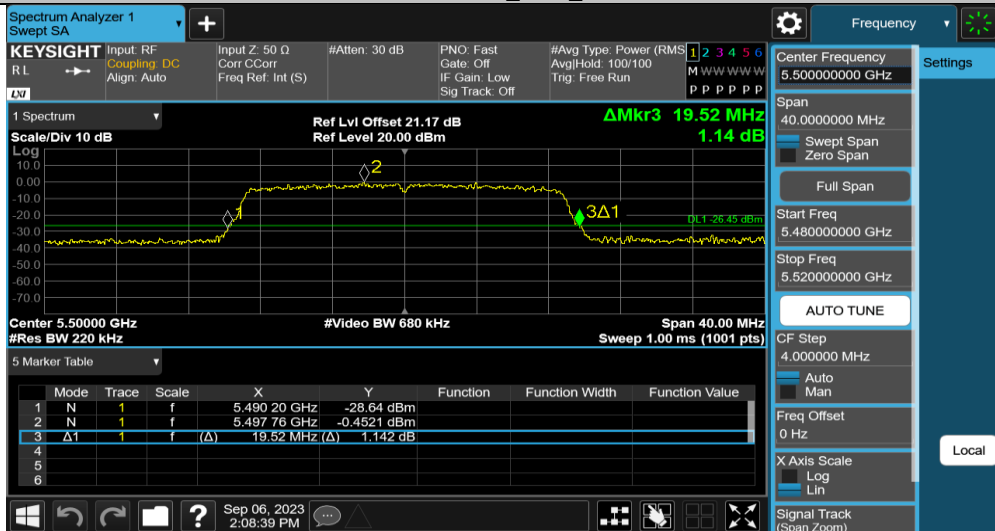 Spectrum Analyzer 1
Swept SA
+
Frequency
KEYSIGHT
R L
LXI
Input: RF
Coupling: DC
Align: Auto
Input Z: 50 Ω
Corr CCorr
Freq Ref: Int (S)
#Atten: 30 dB
PNO: Fast
Gate: Off
IF Gain: Low
Sig Track: Off
#Avg Type: Power (RMS
Avg|Hold: 100/100
Trig: Free Run
1 2 3 4 5 6
M W W W W W
P P P P P P
1 Spectrum
Scale/Div 10 dB
Ref Lvl Offset 21.17 dB
Ref Level 20.00 dBm
ΔMkr3 19.52 MHz
1.14 dB
Log
10.0
0.00
-10.0
-20.0
-30.0
-40.0
-50.0
-60.0
-70.0
2
1
3Δ1
DL1 -26.45 dBm
Center 5.50000 GHz
#Res BW 220 kHz
#Video BW 680 kHz
Span 40.00 MHz
Sweep 1.00 ms (1001 pts)
5 Marker Table
Mode Trace Scale X Y Function Function Width Function Value
1 N 1 f 5.490 20 GHz -28.64 dBm
2 N 1 f 5.497 76 GHz -0.4521 dBm
3 Δ1 1 f (Δ) 19.52 MHz (Δ) 1.142 dB
4
5
6
Sep 06, 2023
2:08:39 PM
?
Center Frequency
5.500000000 GHz
Span
40.0000000 MHz
Swept Span
Zero Span
Full Span
Start Freq
5.480000000 GHz
Stop Freq
5.520000000 GHz
AUTO TUNE
CF Step
4.000000 MHz
Auto
Man
Freq Offset
0 Hz
X Axis Scale
Log
Lin
Signal Track
(Span Zoom)
Settings
Local